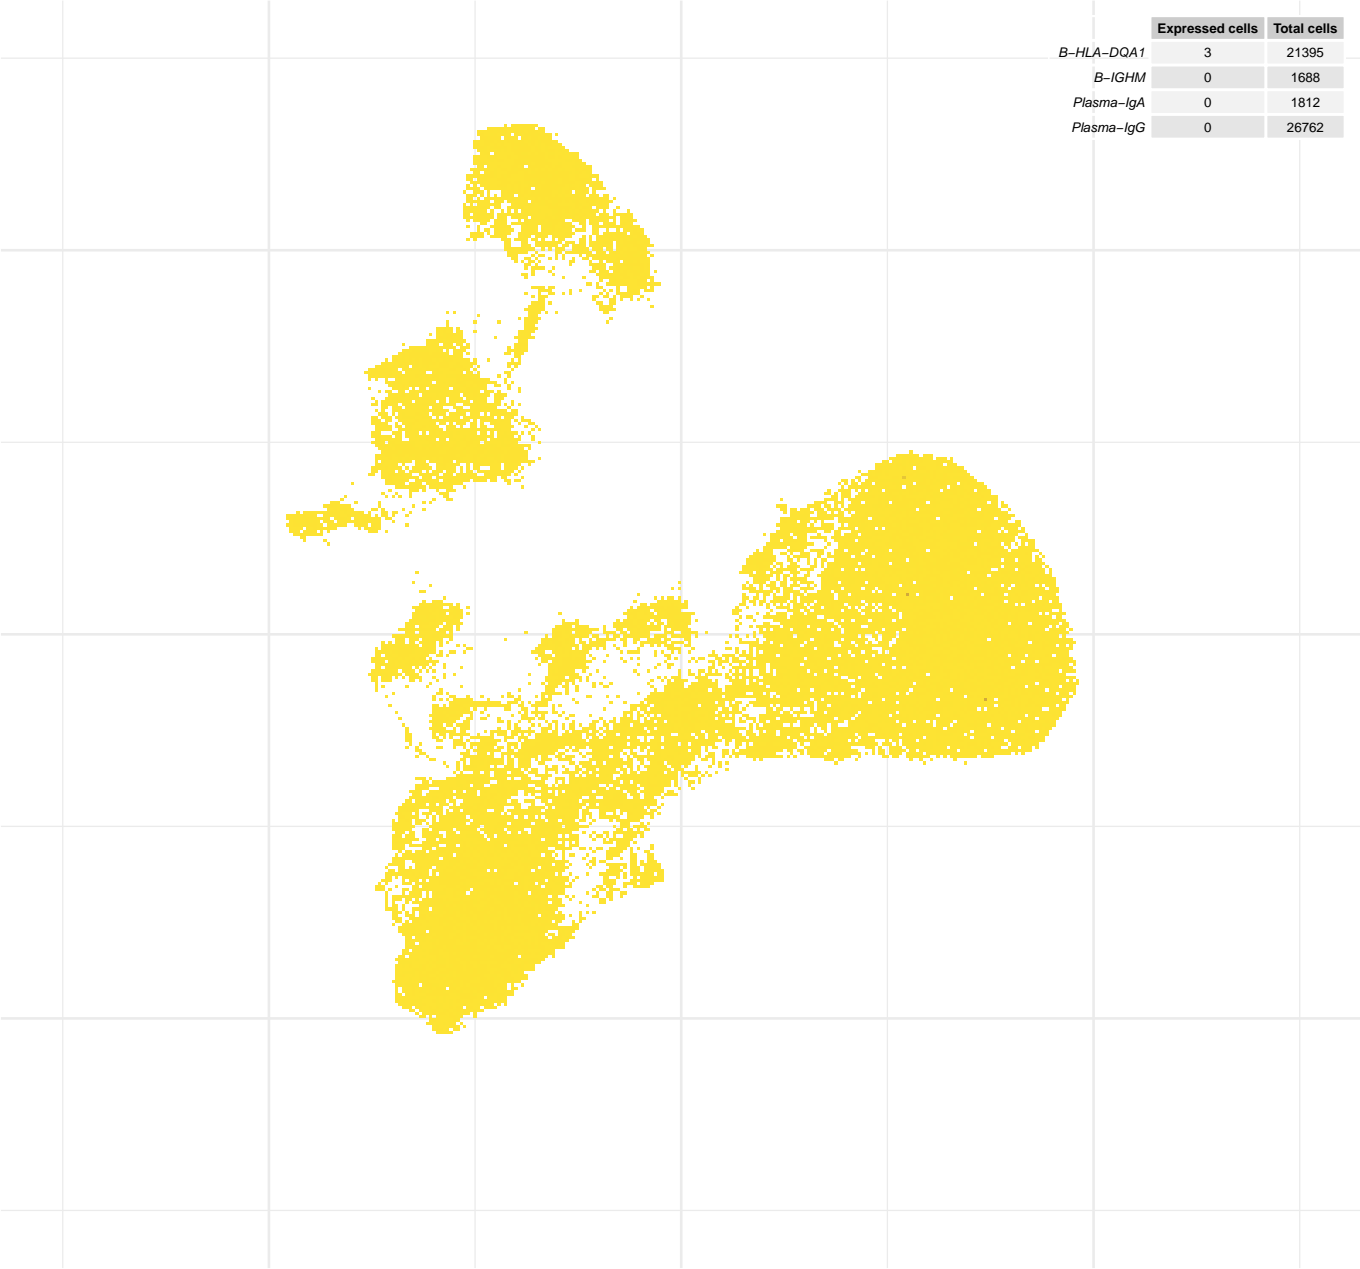 Expressed cells Total cells
B−HLA−DQA1 3 21395
B−IGHM 0 1688
Plasma−IgA 0 1812
Plasma−IgG 0 26762